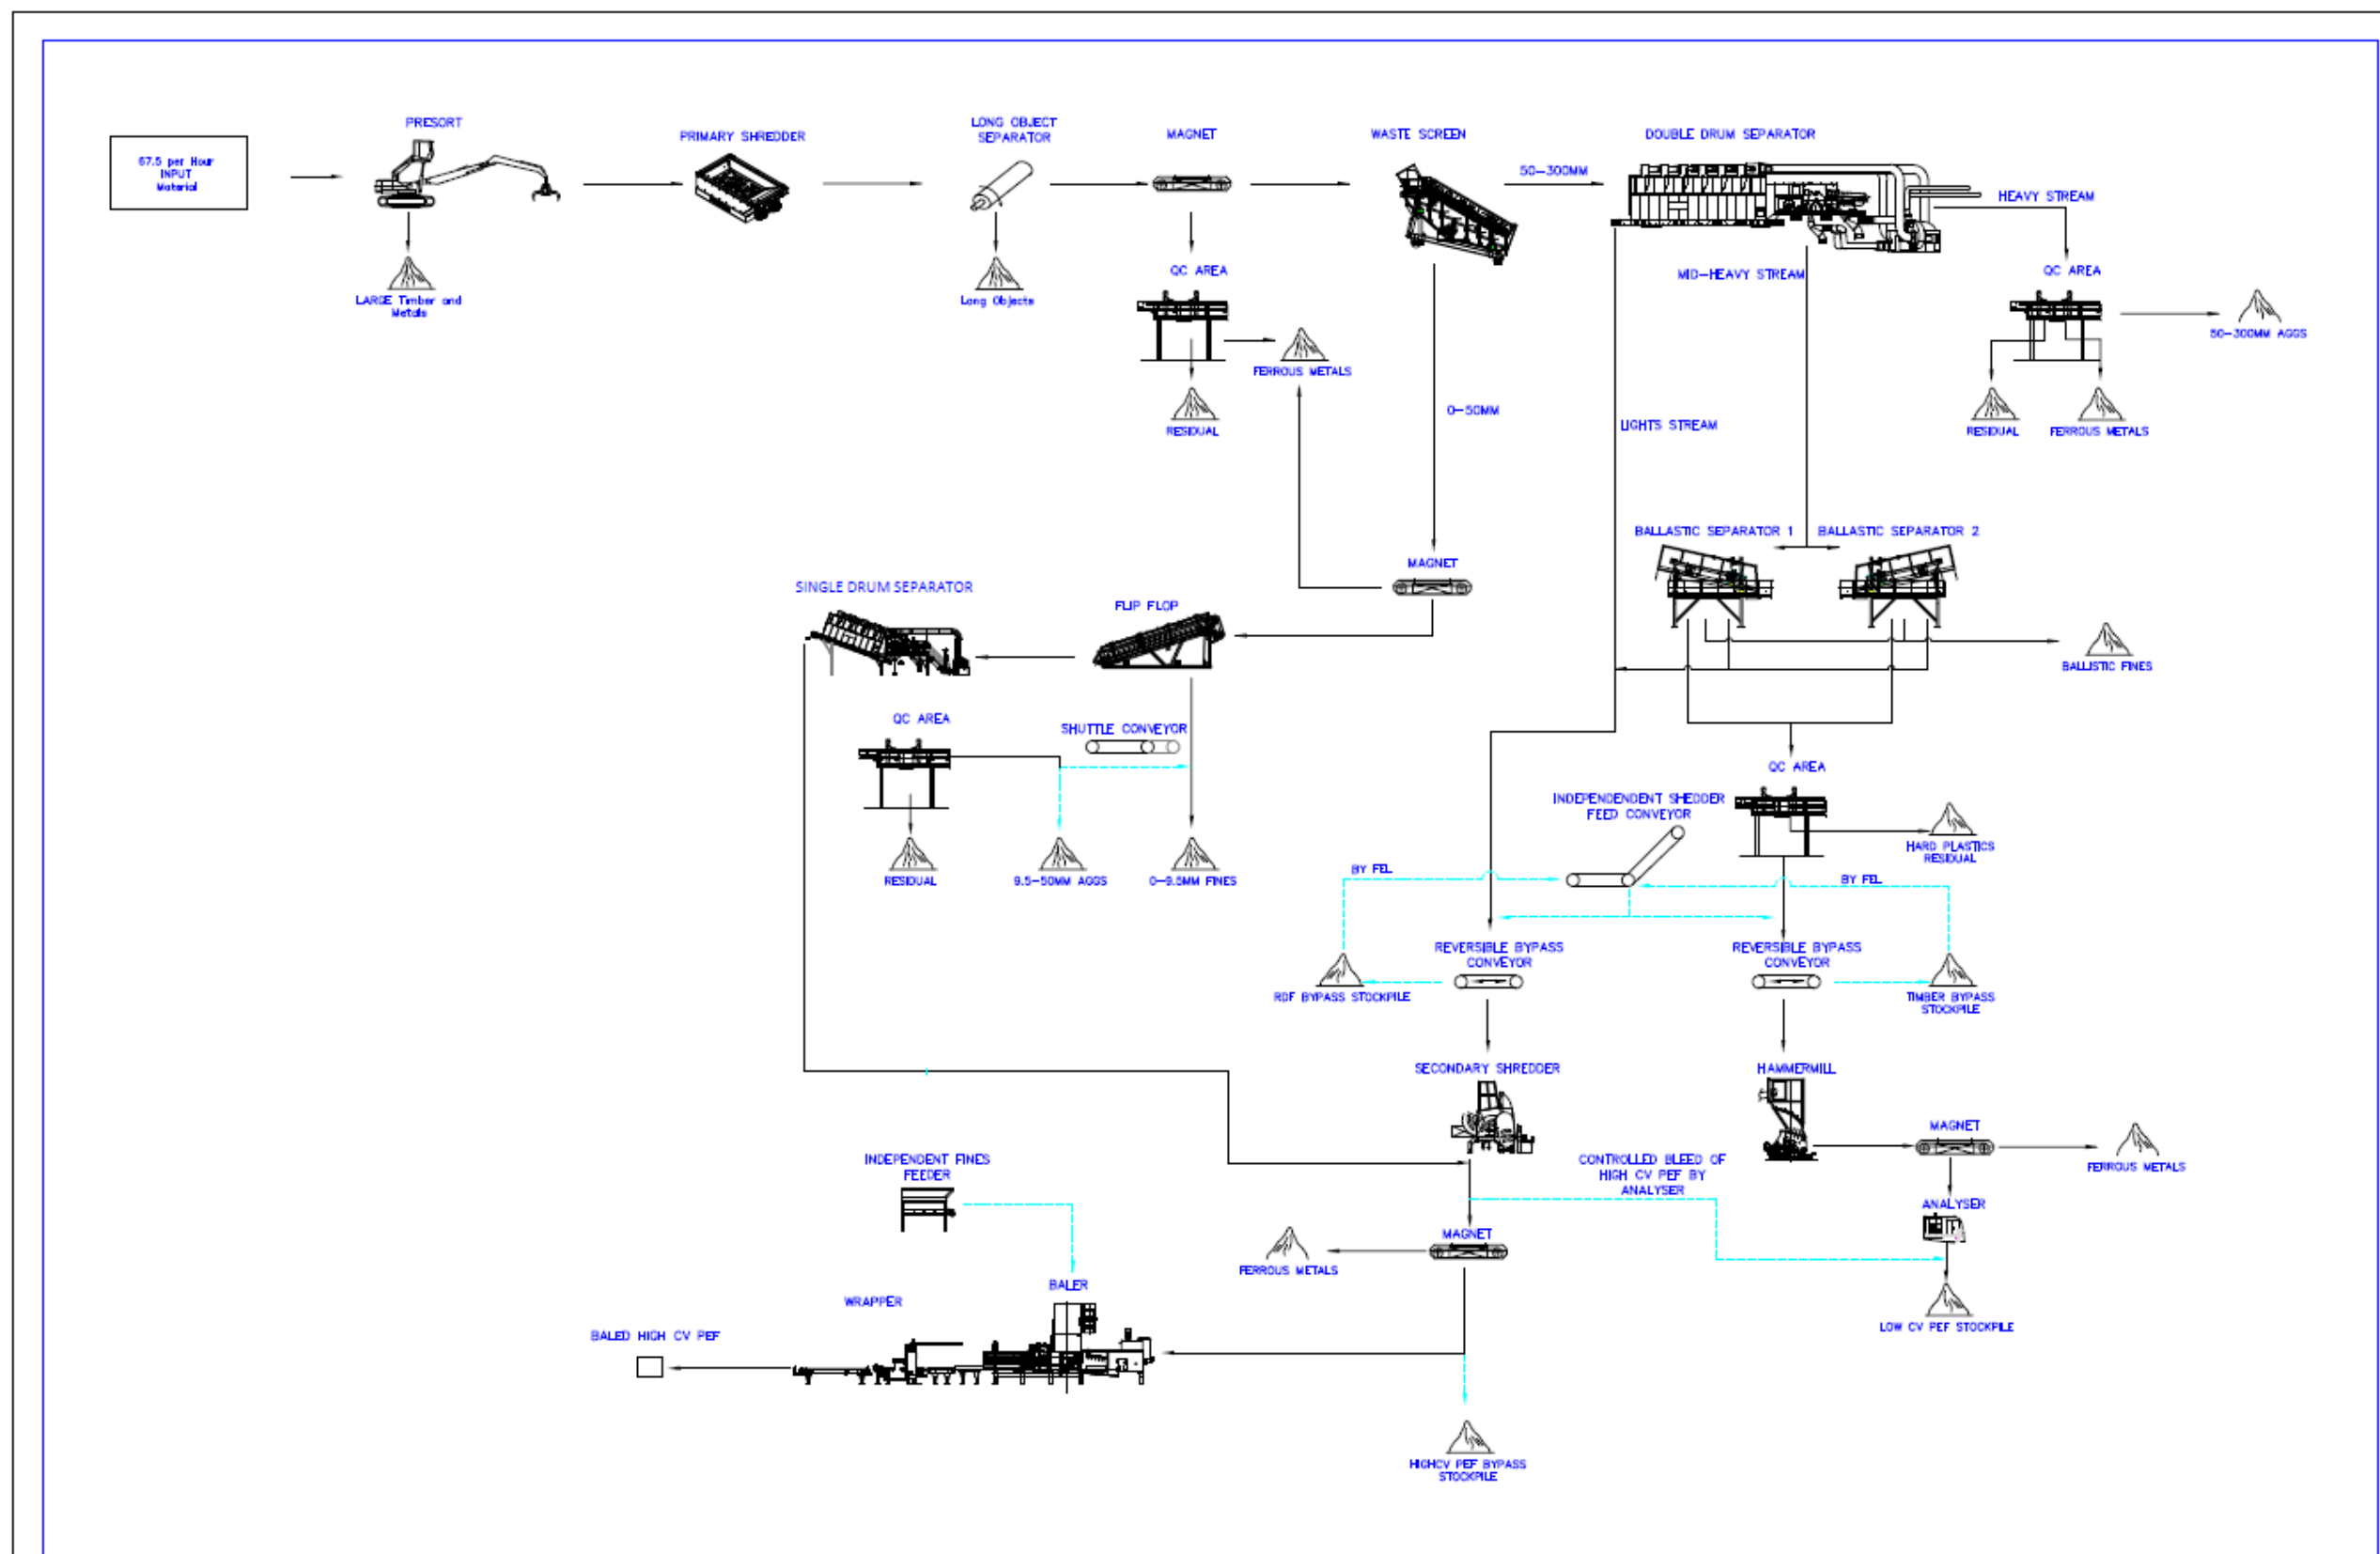 PRESORT
PRIMARY SHREDDER
LONG OBJECT
SEPARATOR
MAGNET
WASTE SCREEN
DOUBLE DRUM SEPARATOR
67.5 per Hour
INPUT
Material
50-300MM
HEAVY STREAM
LARGE Timber and
Metals
Long Objects
QC AREA
MID-HEAVY STREAM
QC AREA
50-300MM AGGS
FERROUS METALS
RESIDUAL
0-50MM
LIGHTS STREAM
RESIDUAL
FERROUS METALS
BALLASTIC SEPARATOR 1
BALLASTIC SEPARATOR 2
MAGNET
SINGLE DRUM SEPARATOR
FLIP FLOP
BALLISTIC FINES
QC AREA
SHUTTLE CONVEYOR
QC AREA
INDEPENDENDENT SHEDDER
FEED CONVEYOR
HARD PLASTICS
RESIDUAL
RESIDUAL
9.5-50MM AGGS
0-9.5MM FINES
BY FEL
BY FEL
REVERSIBLE BYPASS
CONVEYOR
REVERSIBLE BYPASS
CONVEYOR
RDF BYPASS STOCKPILE
TIMBER BYPASS
STOCKPILE
SECONDARY SHREDDER
HAMMERMILL
MAGNET
FERROUS METALS
INDEPENDENT FINES
FEEDER
CONTROLLED BLEED OF
HIGH CV PEF BY
ANALYSER
ANALYSER
MAGNET
FERROUS METALS
BALER
WRAPPER
BALED HIGH CV PEF
LOW CV PEF STOCKPILE
HIGHCV PEF BYPASS
STOCKPILE